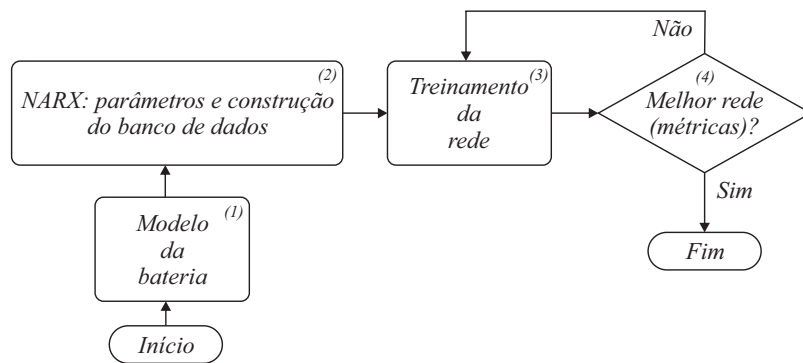 Não
(2)
NARX: parâmetros e construção
do banco de dados
(3)
Treinamento
da
rede
(4)
Melhor rede
(métricas)?
Sim
Fim
(1)
Modelo
da
bateria
Início